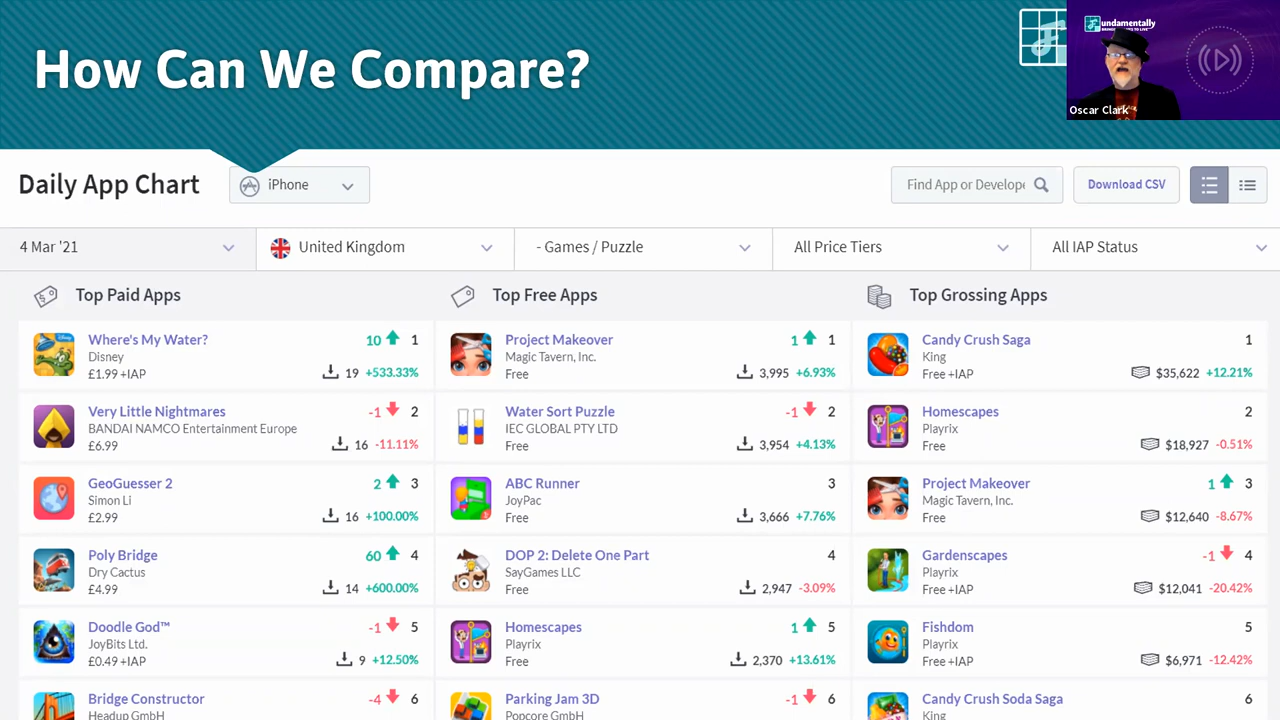 How Can We Compare?
undamentally
Oscar Clark
Daily App Chart
iPhone
Find App or Develope
Download CSV
4 Mar '21
United Kingdom
- Games / Puzzle
All Price Tiers
All IAP Status
Top Paid Apps
Where's My Water?
10 1
Disney
£1.99 +IAP
19 +533.33%
Very Little Nightmares
-1 2
BANDAI NAMCO Entertainment Europe
£6.99
16 -11.11%
GeoGuesser 2
2 3
Simon Li
£2.99
16 +100.00%
Poly Bridge
60 4
Dry Cactus
£4.99
14 +600.00%
Doodle God™
-1 5
JoyBits Ltd.
£0.49 +IAP
9 +12.50%
Bridge Constructor
-4 6
Headup GmbH
Top Free Apps
Project Makeover
1 1
Magic Tavern, Inc.
Free
3,995 +6.93%
Water Sort Puzzle
-1 2
IEC GLOBAL PTY LTD
Free
3,954 +4.13%
ABC Runner
3
JoyPac
Free
3,666 +7.76%
DOP 2: Delete One Part
4
SayGames LLC
Free
2,947 -3.09%
Homescapes
1 5
Playrix
Free
2,370 +13.61%
Parking Jam 3D
-1 6
Popcore GmbH
Top Grossing Apps
Candy Crush Saga
1
King
Free +IAP
$35,622 +12.21%
Homescapes
2
Playrix
Free
$18,927 -0.51%
Project Makeover
1 3
Magic Tavern, Inc.
Free
$12,640 -8.67%
Gardenscapes
-1 4
Playrix
Free +IAP
$12,041 -20.42%
Fishdom
5
Playrix
Free +IAP
$6,971 -12.42%
Candy Crush Soda Saga
6
King